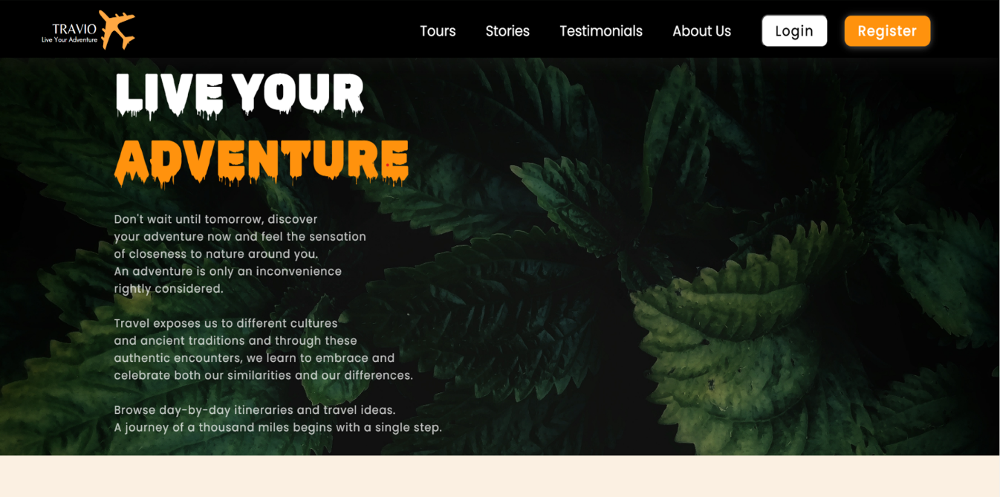 TRAVIO
Live Your Adventure
Tours Stories Testimonials About Us Login Register
LIVE YOUR
ADVENTURE
Don't wait until tomorrow, discover
your adventure now and feel the sensation
of closeness to nature around you.
An adventure is only an inconvenience
rightly considered.
Travel exposes us to different cultures
and ancient traditions and through these
authentic encounters, we learn to embrace and
celebrate both our similarities and our differences.
Browse day-by-day itineraries and travel ideas.
A journey of a thousand miles begins with a single step.